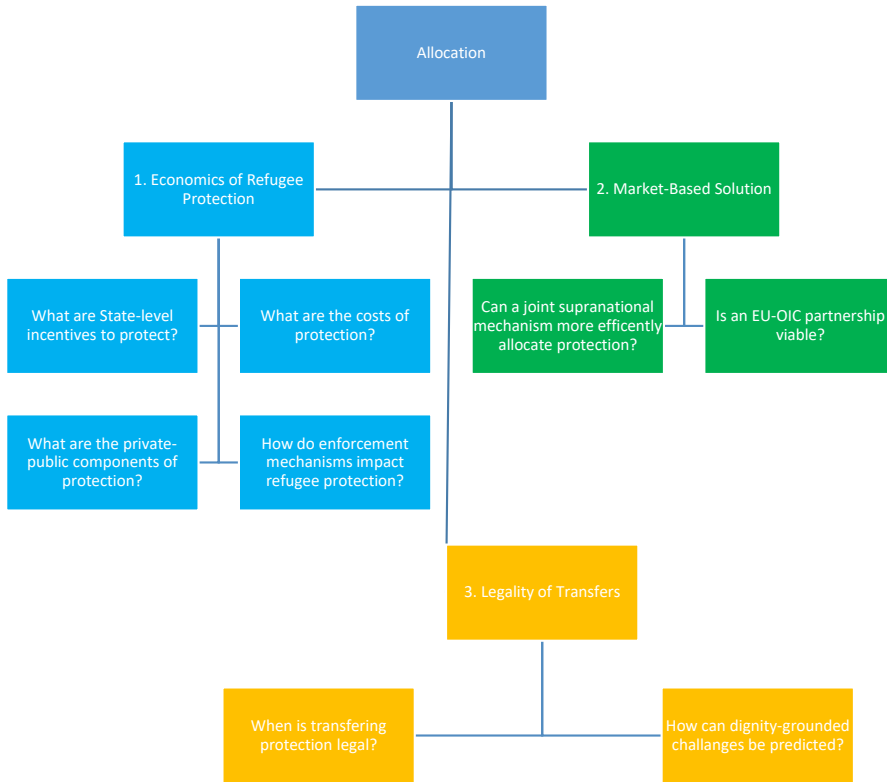 Allocation
1. Economics of Refugee
Protection
2. Market-Based Solution
What are State-level
incentives to protect?
What are the costs of
protection?
Can a joint supranational
mechanism more efficently
allocate protection?
Is an EU-OIC partnership
viable?
What are the private-
public components of
protection?
How do enforcement
mechanisms impact
refugee protection?
3. Legality of Transfers
When is transfering
protection legal?
How can dignity-grounded
challanges be predicted?